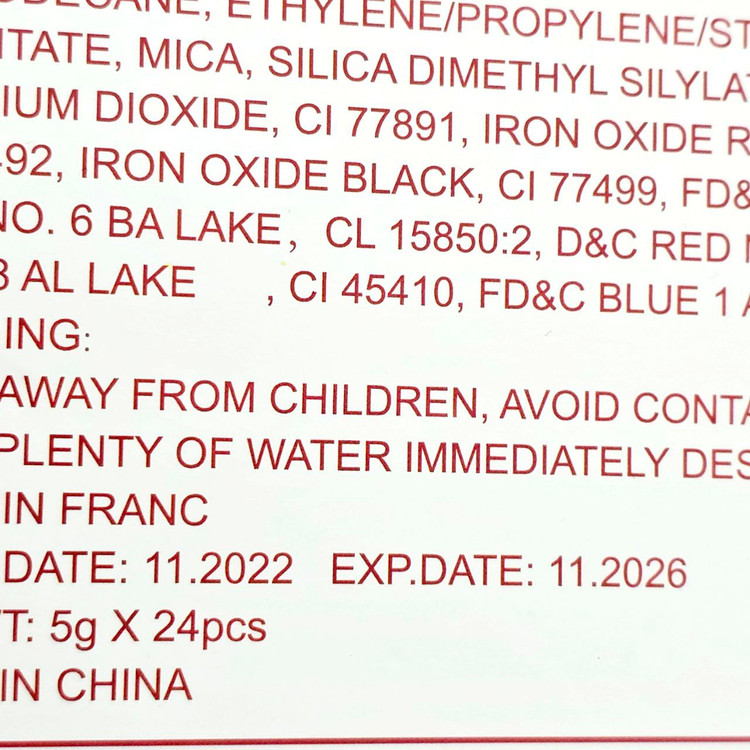 ODECANE, ETHYLENE/PROPYLENE/ST
ITATE, MICA, SILICA DIMETHYL SILYLA
IUM DIOXIDE, CI 77891, IRON OXIDE R
492, IRON OXIDE BLACK, CI 77499, FD&
NO. 6 BA LAKE, CL 15850:2, D&C RED
3 AL LAKE , CI 45410, FD&C BLUE 1 A
ING:
AWAY FROM CHILDREN, AVOID CONTA
PLENTY OF WATER IMMEDIATELY DES
IN FRANC
DATE: 11.2022 EXP.DATE: 11.2026
T: 5g X 24pcs
IN CHINA